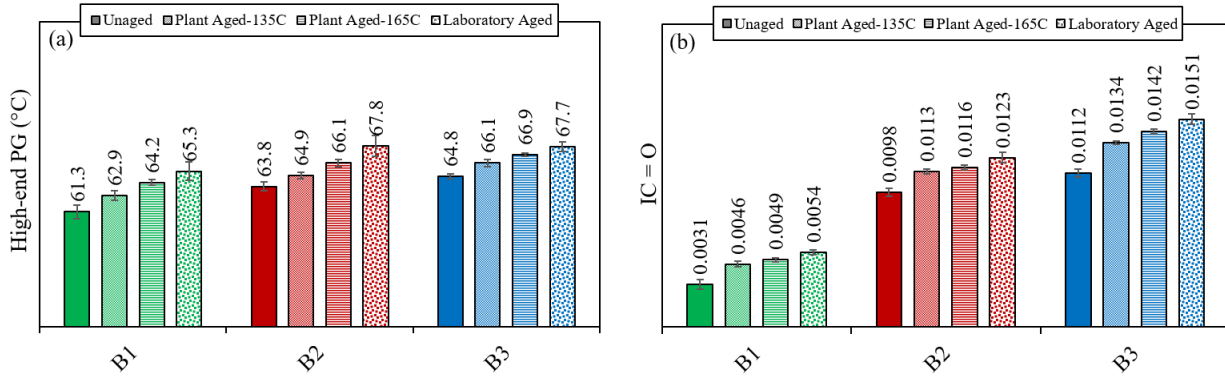 Unaged Plant Aged-135C Plant Aged-165C Laboratory Aged
(a)
High-end PG (°C)
61.3 62.9 64.2 65.3 63.8 64.9 66.1 67.8 64.8 66.1 66.9 67.7
B1 B2 B3
Unaged Plant Aged-135C Plant Aged-165C Laboratory Aged
(b)
IC = O
0.0031 0.0046 0.0049 0.0054 0.0098 0.0113 0.0116 0.0123 0.0112 0.0134 0.0142 0.0151
B1 B2 B3